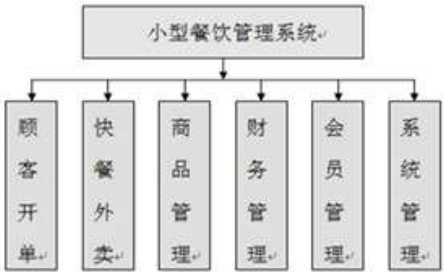 小型餐饮管理系统
顾客开单
快餐外卖
商品管理
财务管理
会员管理
系统管理